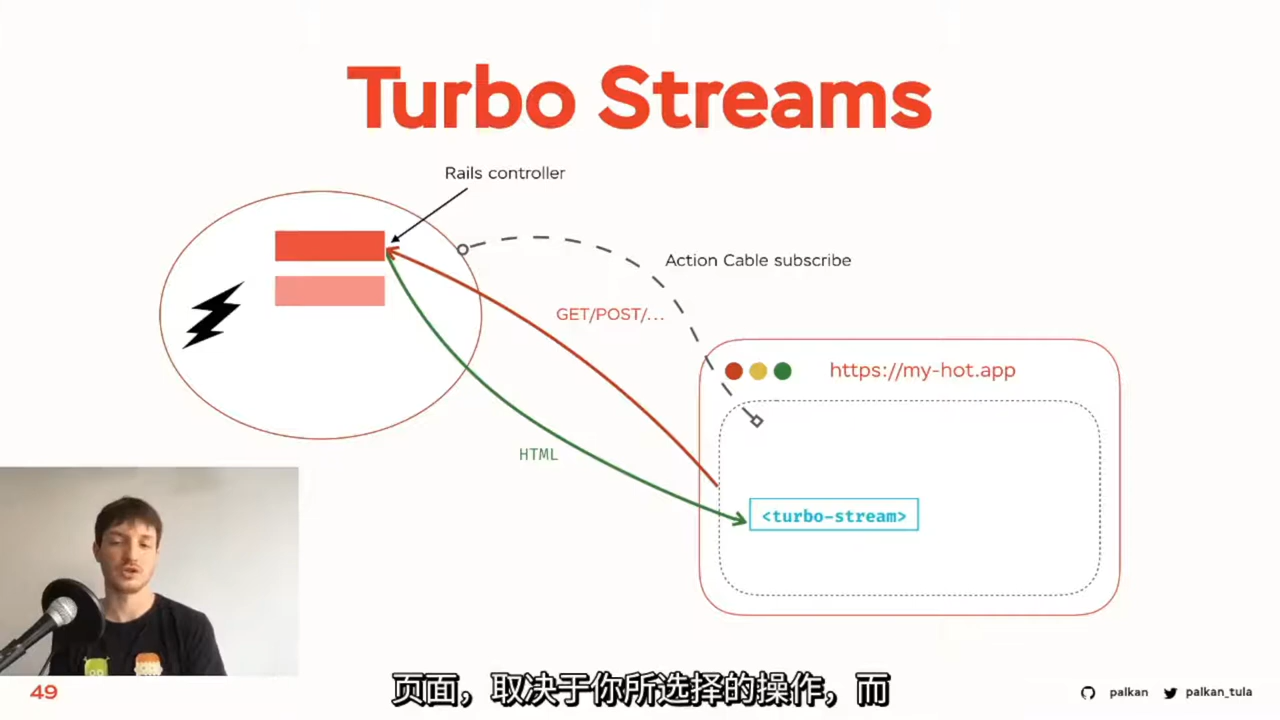 Turbo Streams
Rails controller
Action Cable subscribe
GET/POST/...
https://my-hot.app
HTML
<turbo-stream>
页面，取决于你所选择的操作，而
49
palkan
palkan_tula